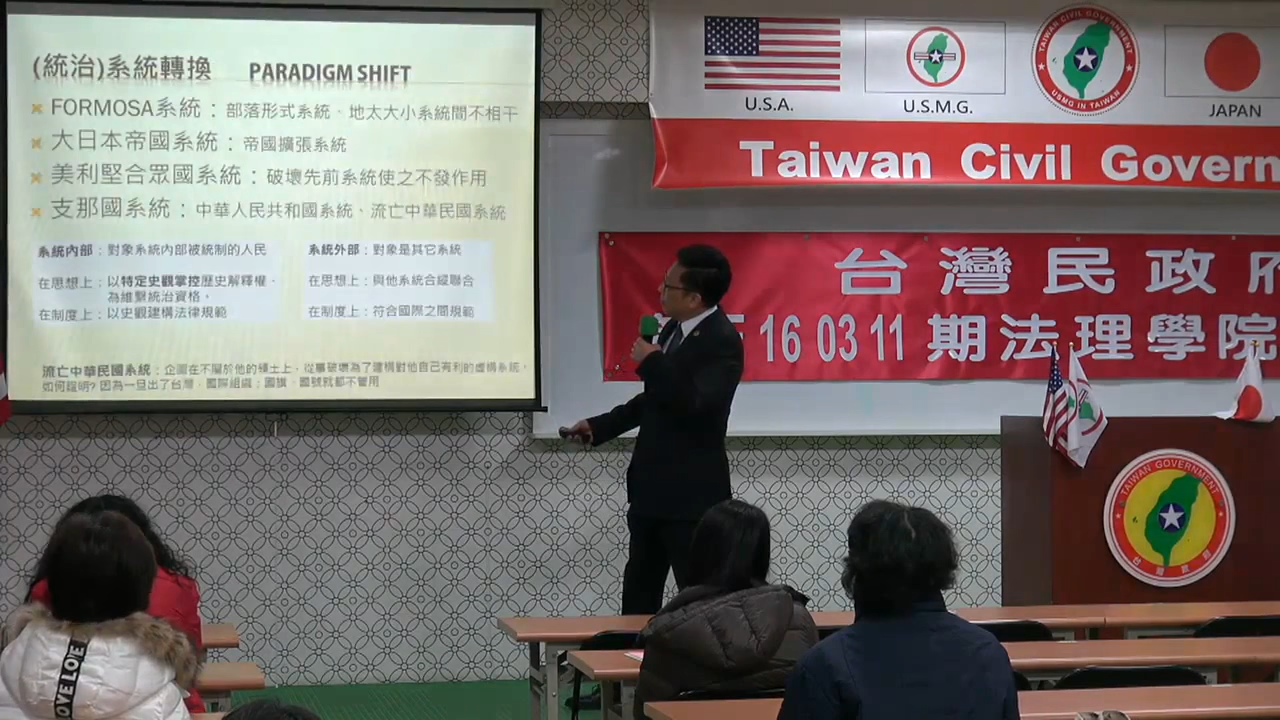 (統治)系統轉換 PARADIGM SHIFT
FORMOSA系統：部落形式系統、地太大小系統間不相干
大日本帝國系統：帝國擴張系統
美利堅合眾國系統：破壞先前系統使之不發作用
支那國系統：中華人民共和國系統、流亡中華民國系統
系統內部：對象系統內部被統制的人民
在思想上：以特定史觀掌控歷史解釋權，
為維繫統治資格，
在制度上：以史觀建構法律規範
系統外部：對象是其它系統
在思想上：與他系統合縱聯合
在制度上：符合國際之間規範
流亡中華民國系統：企圖在不屬於他的領土上，從事破壞為了建構對他自己有利的虛構系統，
如何證明？因為一旦出了台灣，國際組織；國旗，國號就都不管用
U.S.A.
U.S.M.G.
TAIWAN CIVIL GOVERNMENT
USMG IN TAIWAN
JAPAN
Taiwan Civil Governm
台灣民政府
16 03 11 期法理學院
TAIWAN GOVERNMENT
LOVE LOVE